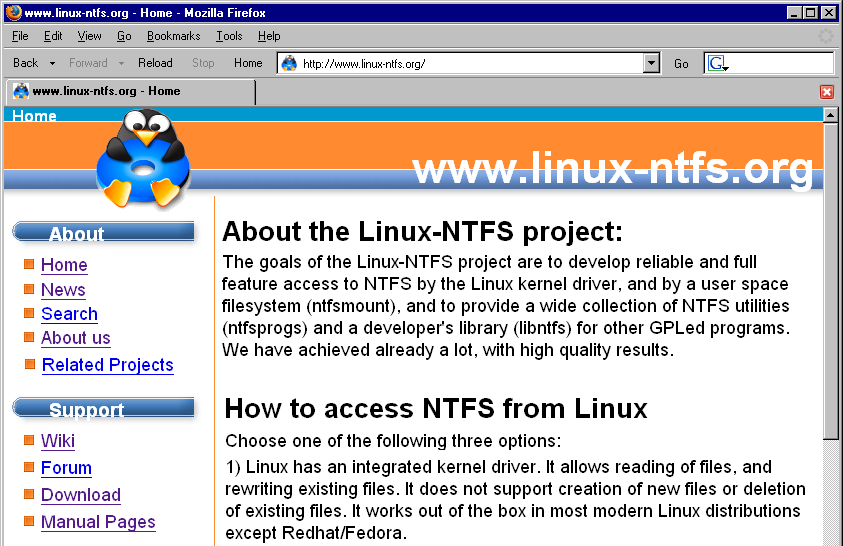 www.linux-ntfs.org - Home - Mozilla Firefox
File Edit View Go Bookmarks Tools Help
Back Forward Reload Stop Home http://www.linux-ntfs.org/ Go G
www.linux-ntfs.org - Home
Home
www.linux-ntfs.org
About
Home
News
Search
About us
Related Projects
Support
Wiki
Forum
Download
Manual Pages
About the Linux-NTFS project:
The goals of the Linux-NTFS project are to develop reliable and full
feature access to NTFS by the Linux kernel driver, and by a user space
filesystem (ntfsmount), and to provide a wide collection of NTFS utilities
(ntfsprogs) and a developer's library (libntfs) for other GPLed programs.
We have achieved already a lot, with high quality results.
How to access NTFS from Linux
Choose one of the following three options:
1) Linux has an integrated kernel driver. It allows reading of files, and
rewriting existing files. It does not support creation of new files or deletion
of existing files. It works out of the box in most modern Linux distributions
except Redhat/Fedora.